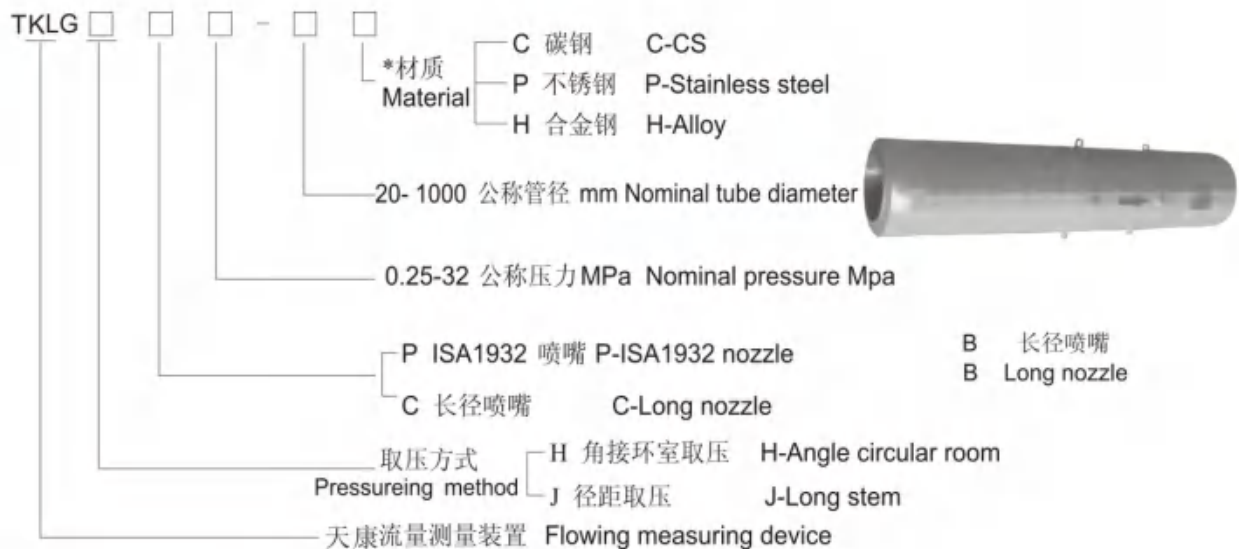 TKLG□ □ □ - □ □
*材质
Material
C 碳钢 C-CS
P 不锈钢 P-Stainless steel
H 合金钢 H-Alloy
20- 1000 公称管径 mm Nominal tube diameter
0.25-32 公称压力MPa Nominal pressure Mpa
P ISA1932 喷嘴 P-ISA1932 nozzle
C 长径喷嘴 C-Long nozzle
B 长径喷嘴
B Long nozzle
取压方式
Pressureing method
H 角接环室取压 H-Angle circular room
J 径距取压 J-Long stem
天康流量测量装置 Flowing measuring device